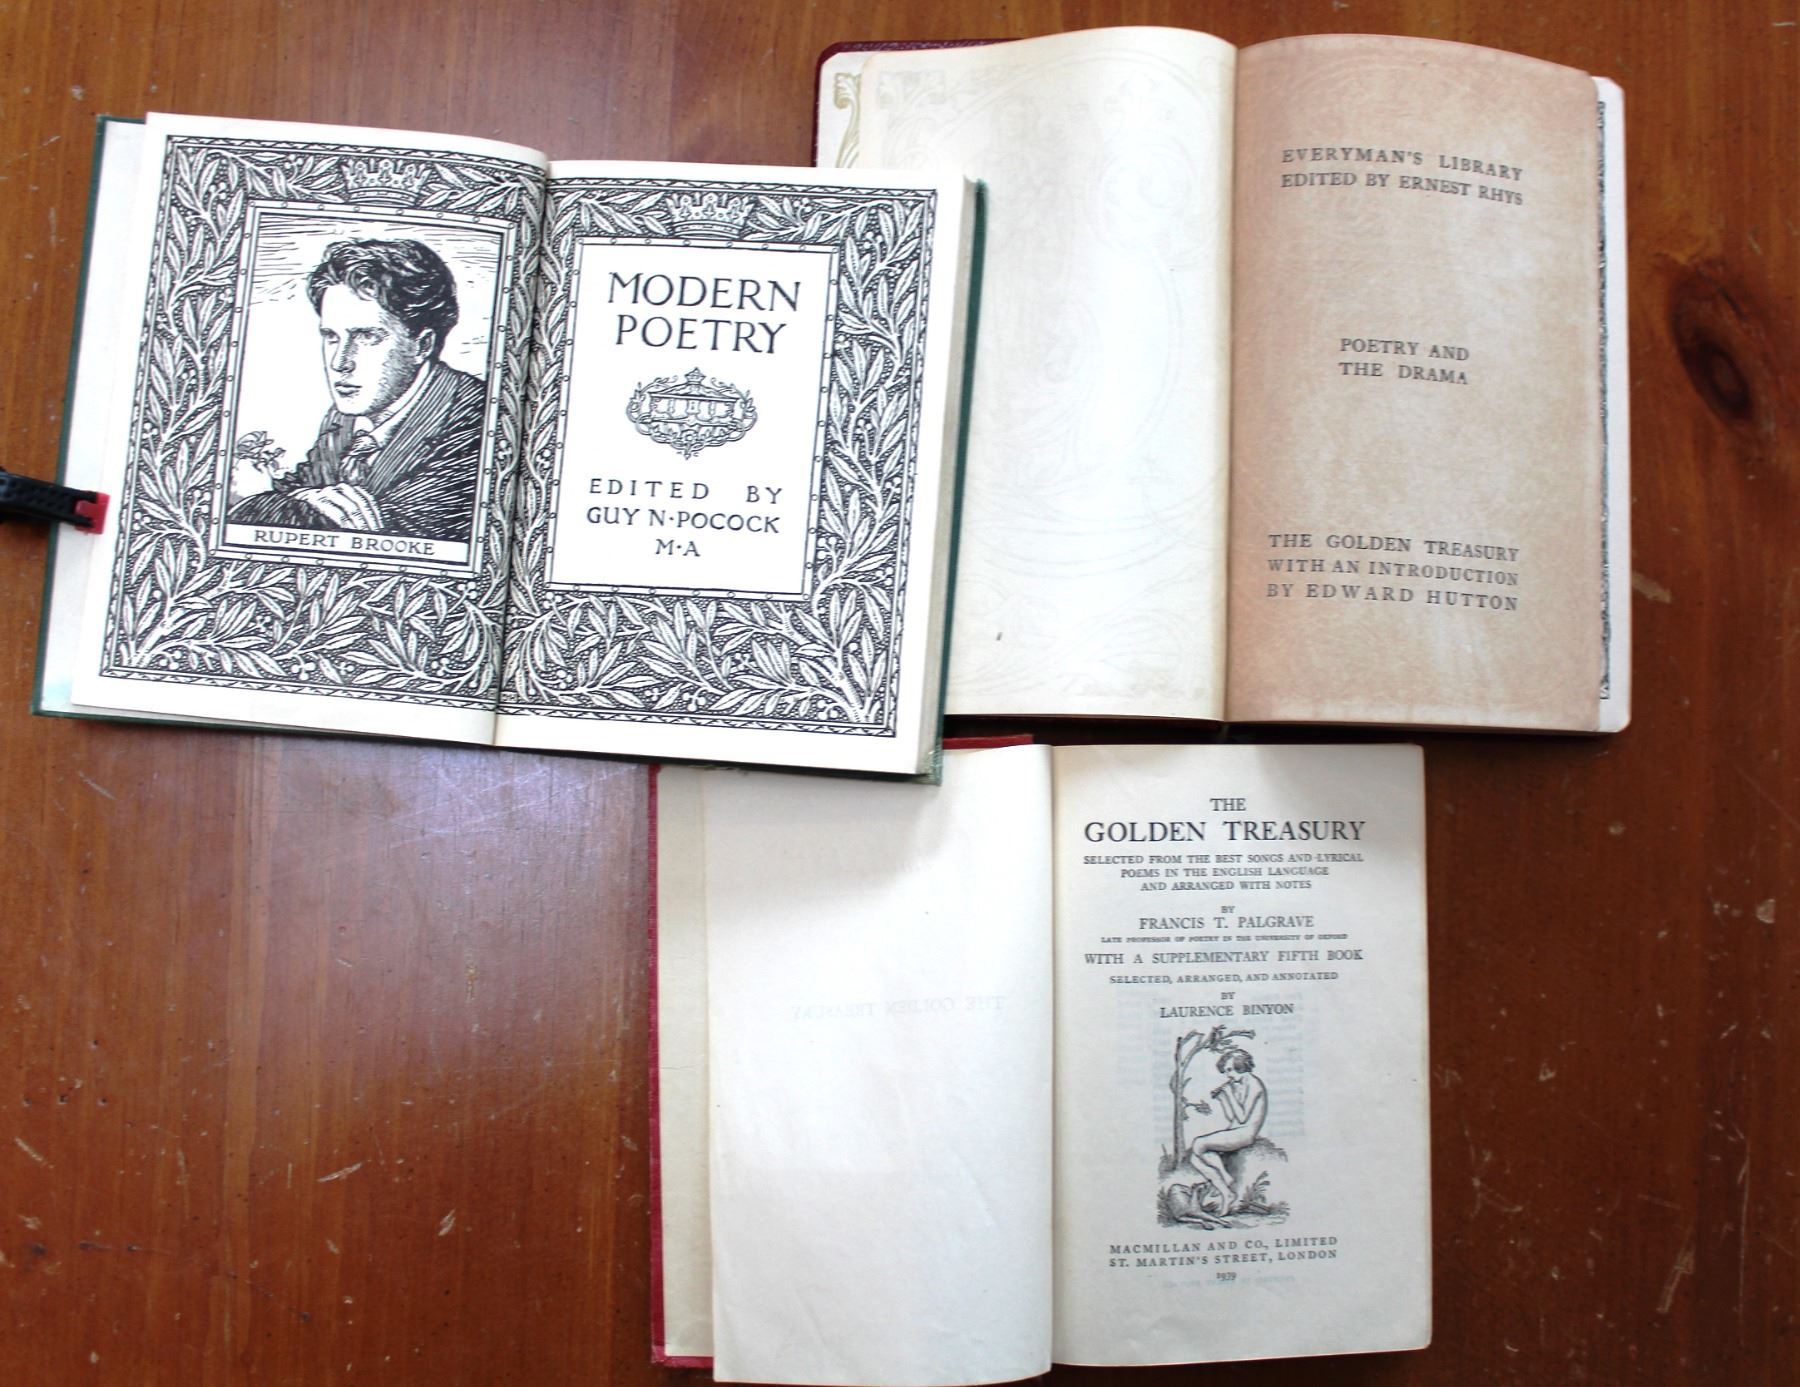 RUPERT BROOKE
MODERN
POETRY
EDITED BY
GUY N·POCOCK
M·A
EVERYMAN'S LIBRARY
EDITED BY ERNEST RHYS
POETRY AND
THE DRAMA
THE GOLDEN TREASURY
WITH AN INTRODUCTION
BY EDWARD HUTTON
THE GOLDEN TREASURY
THE
GOLDEN TREASURY
SELECTED FROM THE BEST SONGS AND LYRICAL
POEMS IN THE ENGLISH LANGUAGE
AND ARRANGED WITH NOTES
BY
FRANCIS T. PALGRAVE
LATE PROFESSOR OF POETRY IN THE UNIVERSITY OF OXFORD
WITH A SUPPLEMENTARY FIFTH BOOK
SELECTED, ARRANGED, AND ANNOTATED
BY
LAURENCE BINYON
MACMILLAN AND CO., LIMITED
ST. MARTIN'S STREET, LONDON
1939